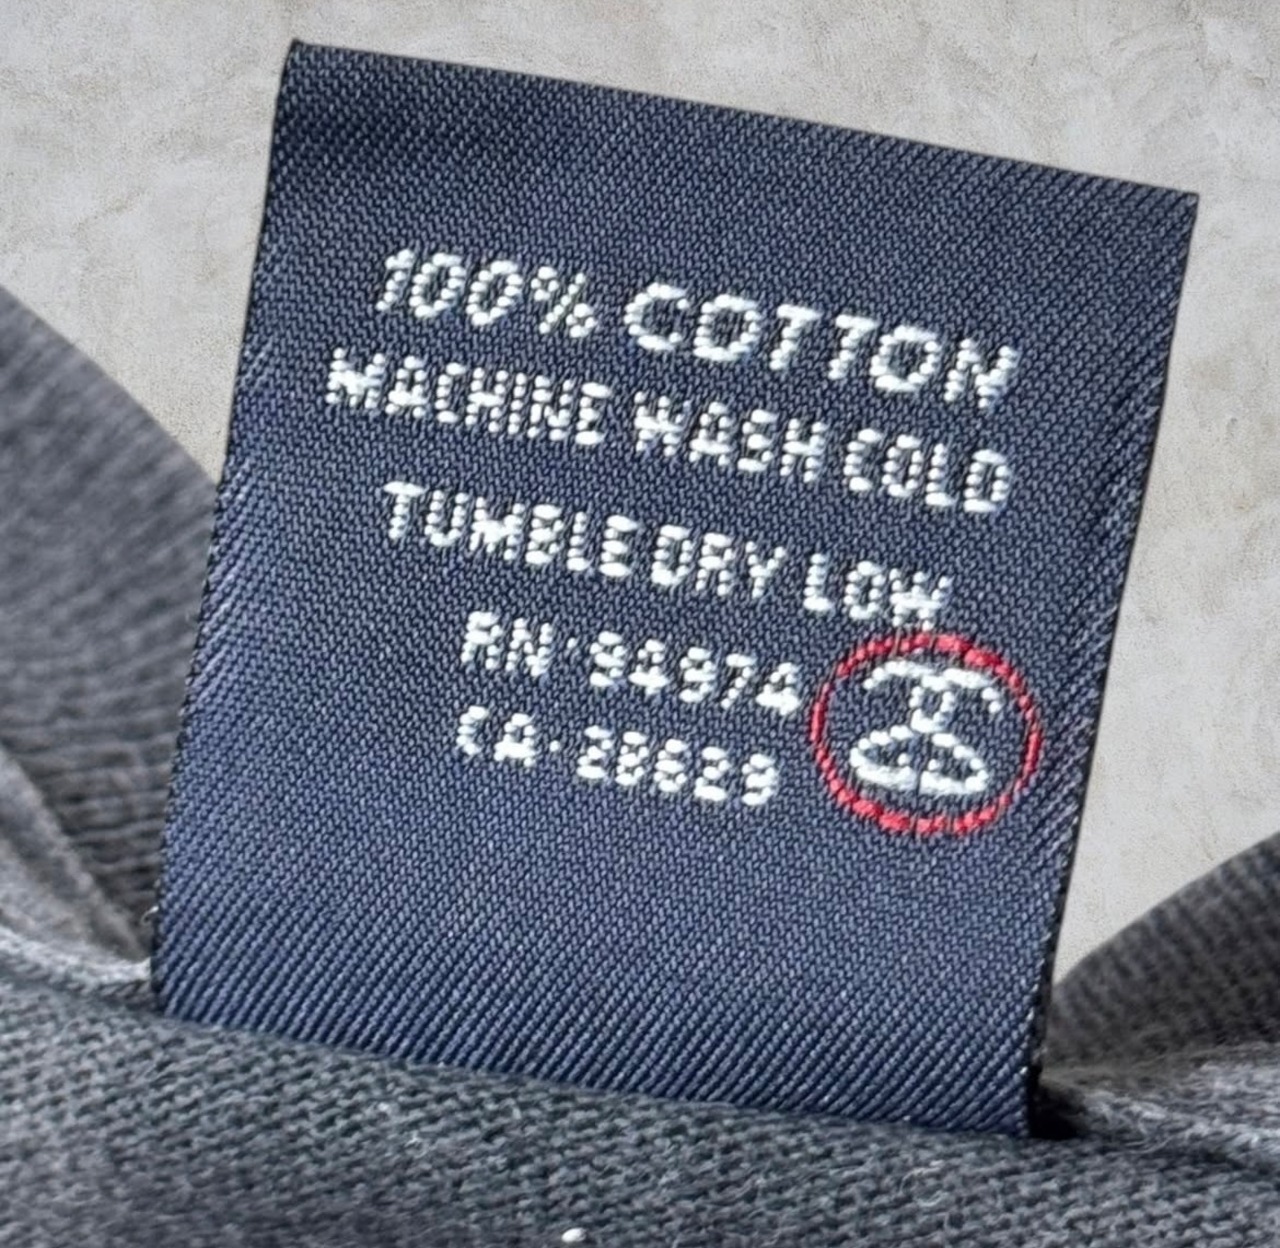 100% COTTON
MACHINE WASH COLD
TUMBLE DRY LOW
RN·94974
CA·28629